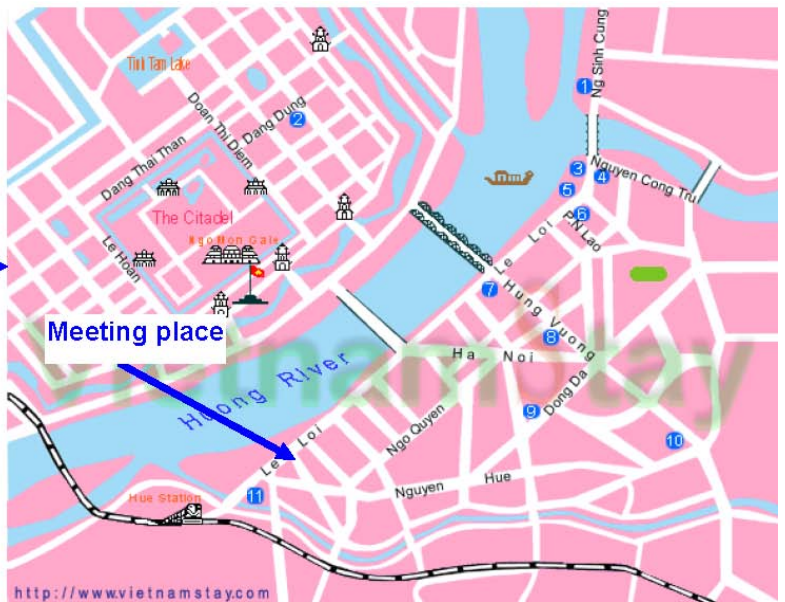 Ng Sinh Cung
Tinh Tam Lake
1
Doan Thi Diem
Dang Dung
2
Dang Thai Than
3
4
Nguyen Cong Tru
5
The Citadel
6
P.N Lao
Le Hoan
Ngo Mon Gate
Le Loi
7
Hung Vuong
Meeting place
VietnamStay
8
Ha Noi
Huong River
Dong Da
9
Ngo Quyen
Le Loi
10
Nguyen Hue
11
Hue Station
http://www.vietnamstay.com